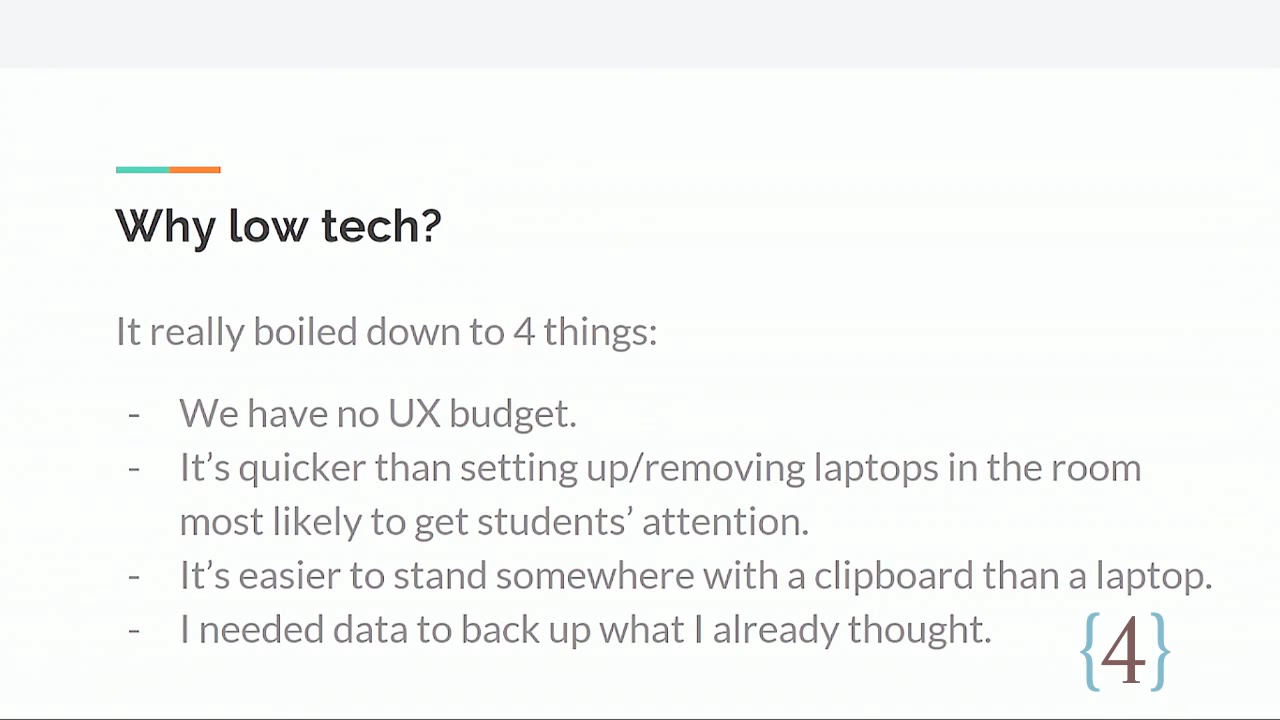 Why low tech?
It really boiled down to 4 things:
- We have no UX budget.
- It’s quicker than setting up/removing laptops in the room
most likely to get students’ attention.
- It’s easier to stand somewhere with a clipboard than a laptop.
- I needed data to back up what I already thought.
{4}